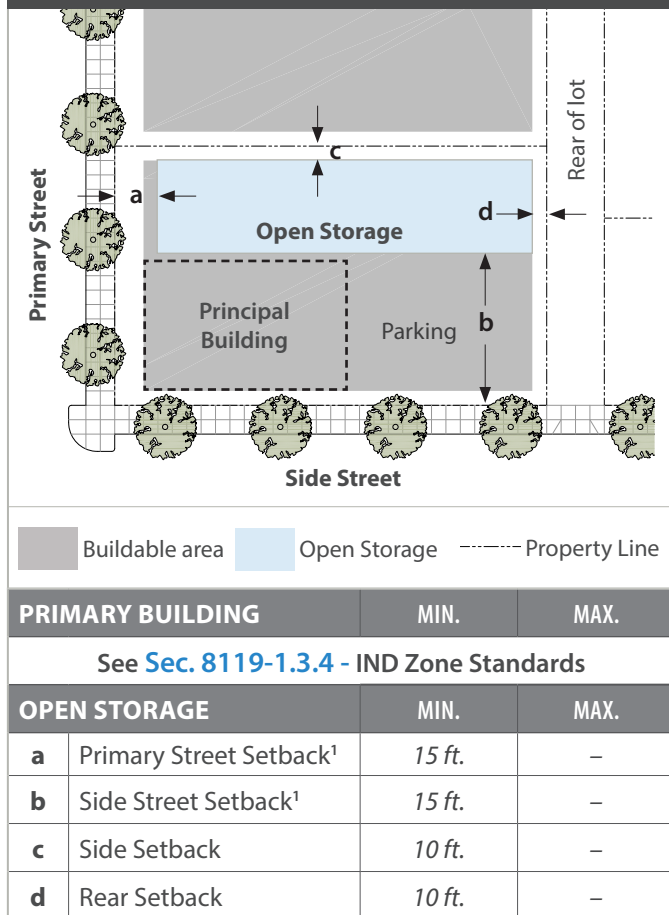 Rear of lot
c
a
d
Open Storage
Primary Street
Principal
Building
Parking
b
Side Street
Buildable area Open Storage Property Line
PRIMARY BUILDING MIN. MAX.
See Sec. 8119-1.3.4 - IND Zone Standards
OPEN STORAGE MIN. MAX.
a Primary Street Setback¹ 15 ft. –
b Side Street Setback¹ 15 ft. –
c Side Setback 10 ft. –
d Rear Setback 10 ft. –